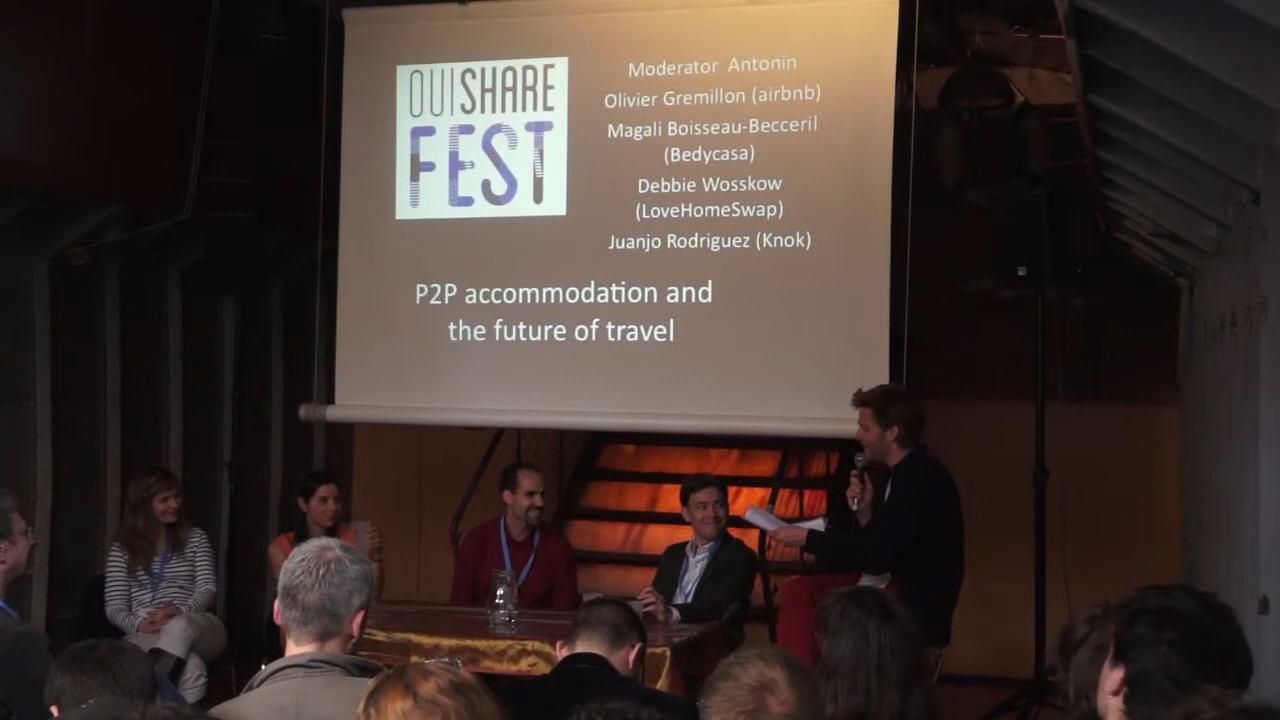 OUISHARE
FEST
Moderator Antonin
Olivier Gremillon (airbnb)
Magali Boisseau-Becceril
(Bedycasa)
Debbie Wosskow
(LoveHomeSwap)
Juanjo Rodriguez (Knok)
P2P accommodation and
the future of travel